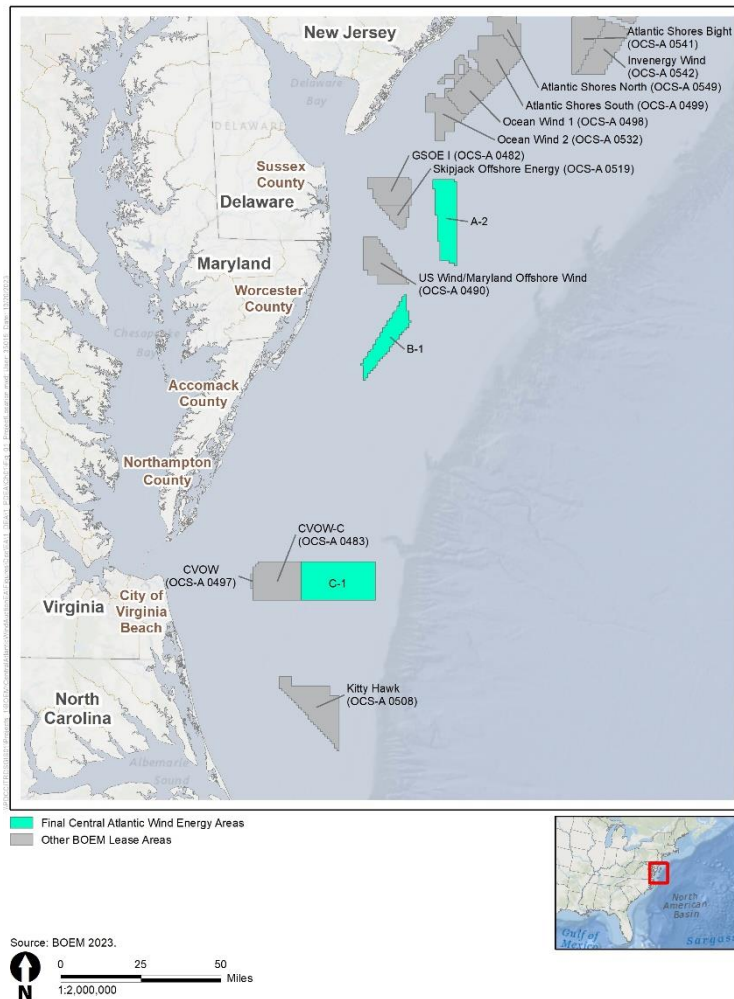 New Jersey
Atlantic Shores Bight
(OCS-A 0541)
Invenergy Wind
(OCS-A 0542)
Atlantic Shores North (OCS-A 0549)
Atlantic Shores South (OCS-A 0499)
Ocean Wind 1 (OCS-A 0498)
Ocean Wind 2 (OCS-A 0532)
Delaware
Bay
DELAWARE
GSOE I (OCS-A 0482)
Skipjack Offshore Energy (OCS-A 0519)
Sussex
County
Delaware
A-2
Maryland
US Wind/Maryland Offshore Wind
(OCS-A 0490)
Worcester
County
Chesapeake
Bay
B-1
Accomack
County
Northampton
County
CVOW-C
(OCS-A 0483)
CVOW
(OCS-A 0497)
C-1
Virginia
City of
Virginia
Beach
Kitty Hawk
(OCS-A 0508)
North
Carolina
Albemarle
Sound
Final Central Atlantic Wind Energy Areas
Other BOEM Lease Areas
North
American
Basin
Gulf of
Mexico
Sargas
Source: BOEM 2023.
N
0 25 50
Miles
1:2,000,000